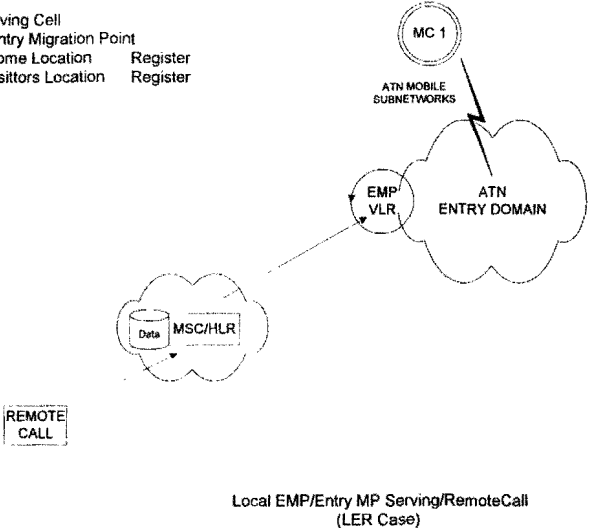 ving Cell
ntry Migration Point
ome Location Register
sittors Location Register
MC 1
ATN MOBILE
SUBNETWORKS
EMP
VLR
ATN
ENTRY DOMAIN
Data
MSC/HLR
REMOTE
CALL
Local EMP/Entry MP Serving/RemoteCall
(LER Case)